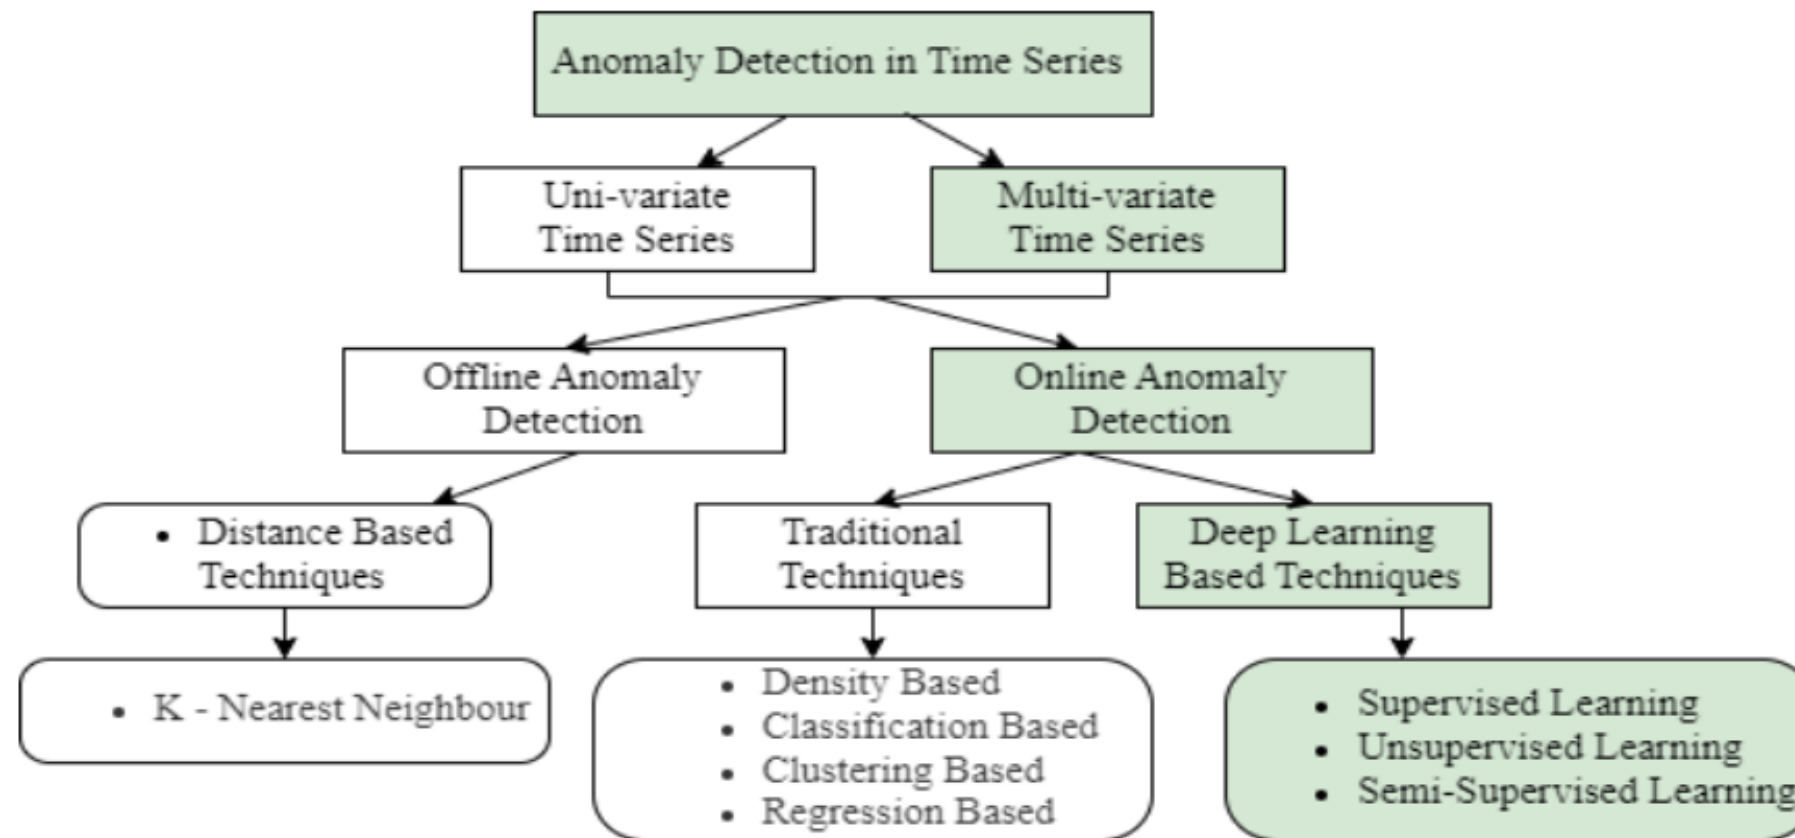 Anomaly Detection in Time Series
Uni-variate
Time Series
Multi-variate
Time Series
Offline Anomaly
Detection
Online Anomaly
Detection
• Distance Based
Techniques
Traditional
Techniques
Deep Learning
Based Techniques
• K - Nearest Neighbour
• Density Based
• Classification Based
• Clustering Based
• Regression Based
• Supervised Learning
• Unsupervised Learning
• Semi-Supervised Learning